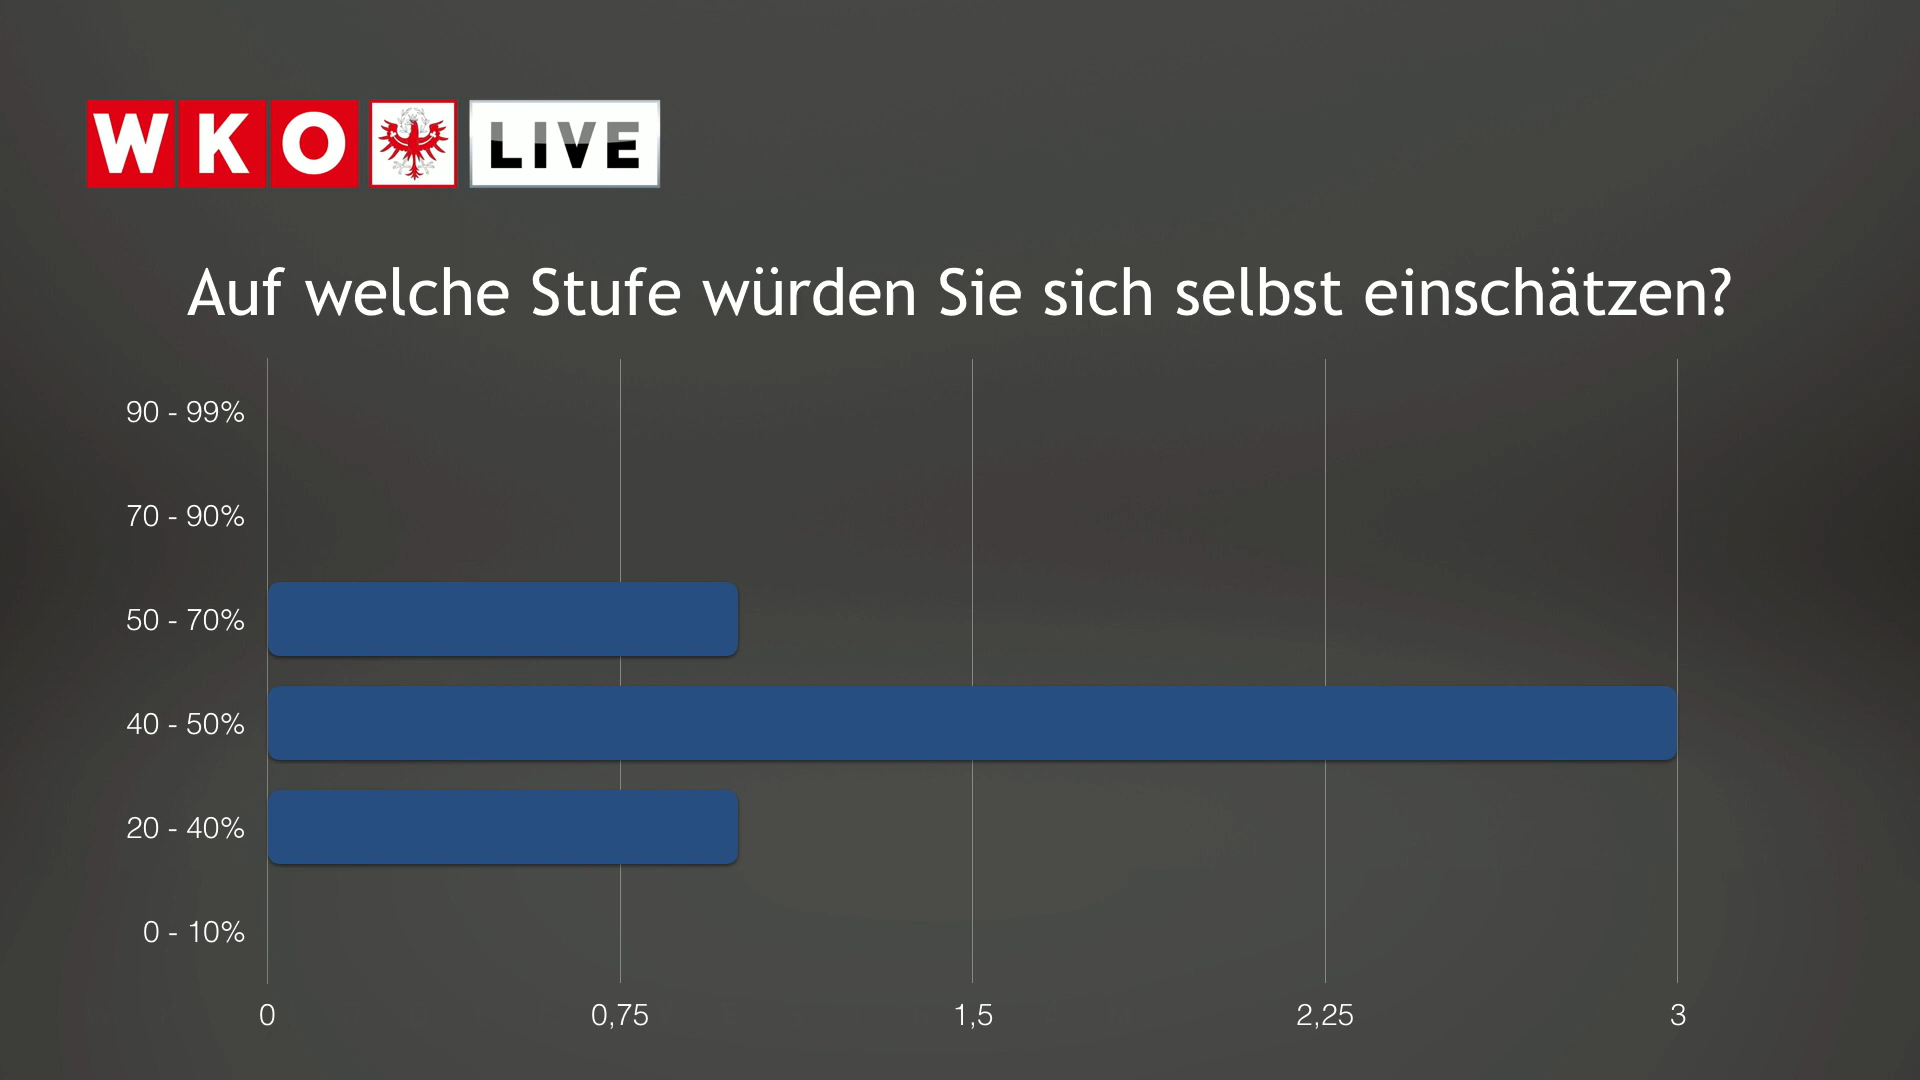 WKO LIVE
Auf welche Stufe würden Sie sich selbst einschätzen?
90 - 99%
70 - 90%
50 - 70%
40 - 50%
20 - 40%
0 - 10%
0 0,75 1,5 2,25 3